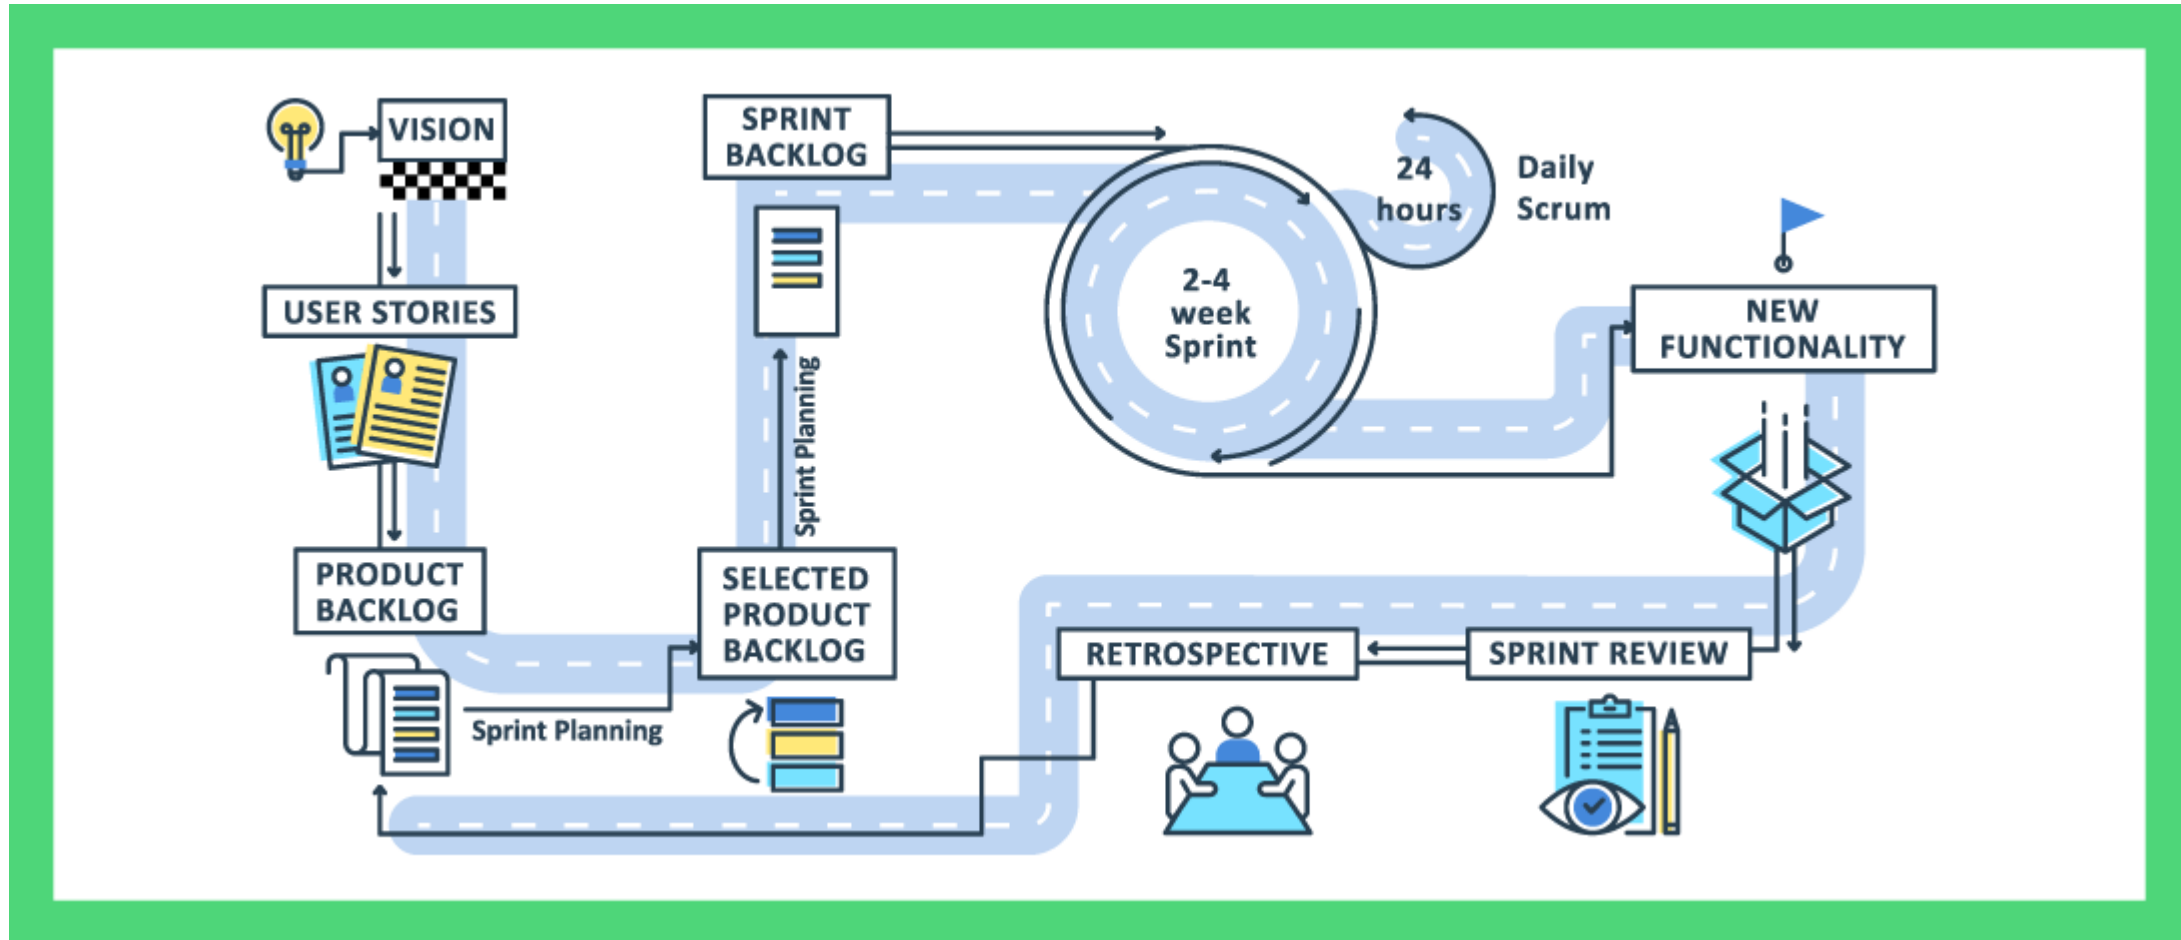 VISION
USER STORIES
PRODUCT
BACKLOG
Sprint Planning
SELECTED
PRODUCT
BACKLOG
Sprint Planning
SPRINT
BACKLOG
2-4
week
Sprint
24
hours
Daily
Scrum
NEW
FUNCTIONALITY
SPRINT REVIEW
RETROSPECTIVE